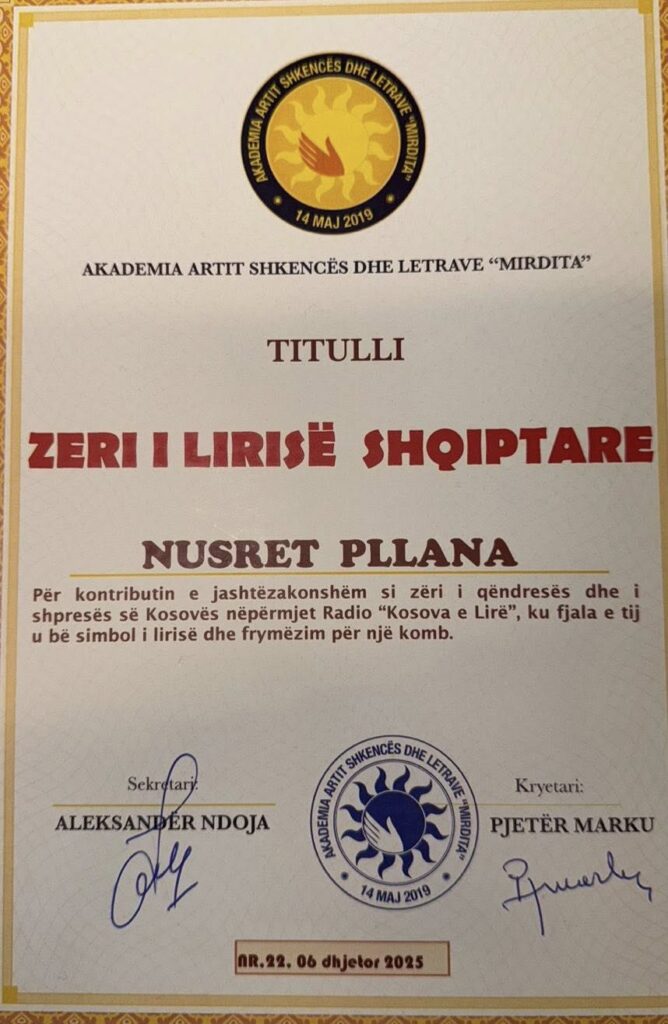 AKADEMIA ARTIT SHKENCËS DHE LETRAVE "MIRDITA"
14 MAJ 2019
AKADEMIA ARTIT SHKENCËS DHE LETRAVE “MIRDITA”
TITULLI
ZERI I LIRISË SHQIPTARE
NUSRET PLLANA
Për kontributin e jashtëzakonshëm si zëri i qëndresës dhe i
shpresës së Kosovës nëpërmjet Radio “Kosova e Lirë”, ku fjala e tij
u bë simbol i lirisë dhe frymëzim për një komb.
Sekretari:
ALEKSANDËR NDOJA
AKADEMIA ARTIT SHKENCËS DHE LETRAVE "MIRDITA"
14 MAJ 2019
Kryetari:
PJETËR MARKU
NR.22. 06 dhjetor 2025